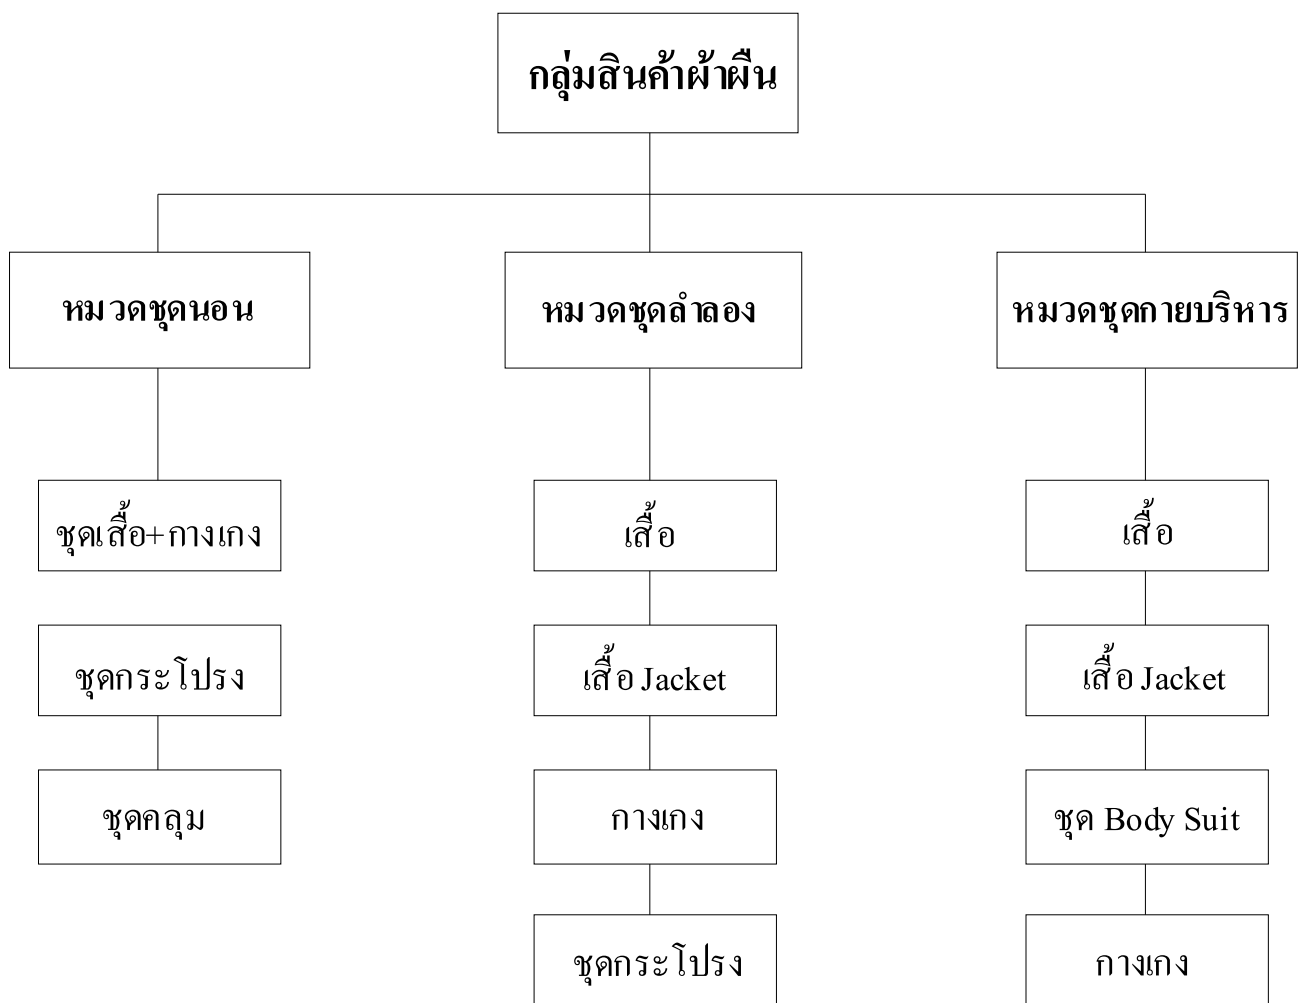 กลุ่มสินค้าผ้าผืน
หมวดชุดนอน
หมวดชุดลำลอง
หมวดชุดกายบริหาร
ชุดเสื้อ+กางเกง
เสื้อ
เสื้อ
ชุดกระโปรง
เสื้อ Jacket
เสื้อ Jacket
ชุดคลุม
กางเกง
ชุด Body Suit
ชุดกระโปรง
กางเกง